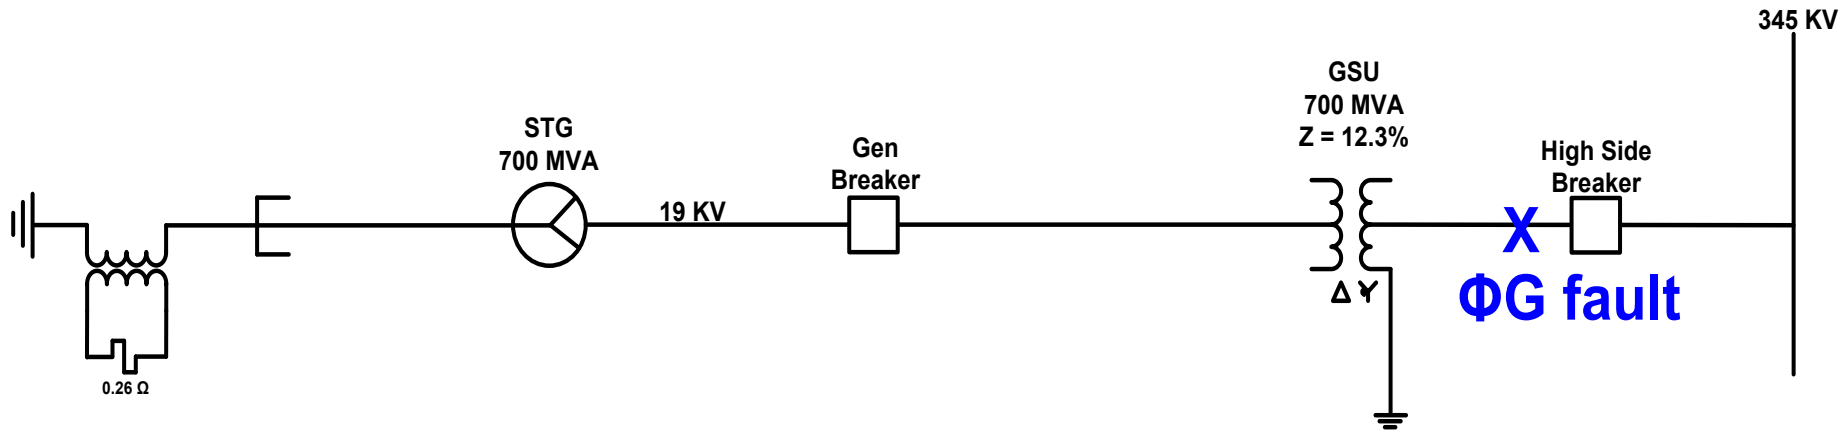 345 KV
GSU
700 MVA
Z = 12.3%
STG
700 MVA
Gen
Breaker
High Side
Breaker
19 KV
X
Δ Y
ΦG fault
0.26 Ω